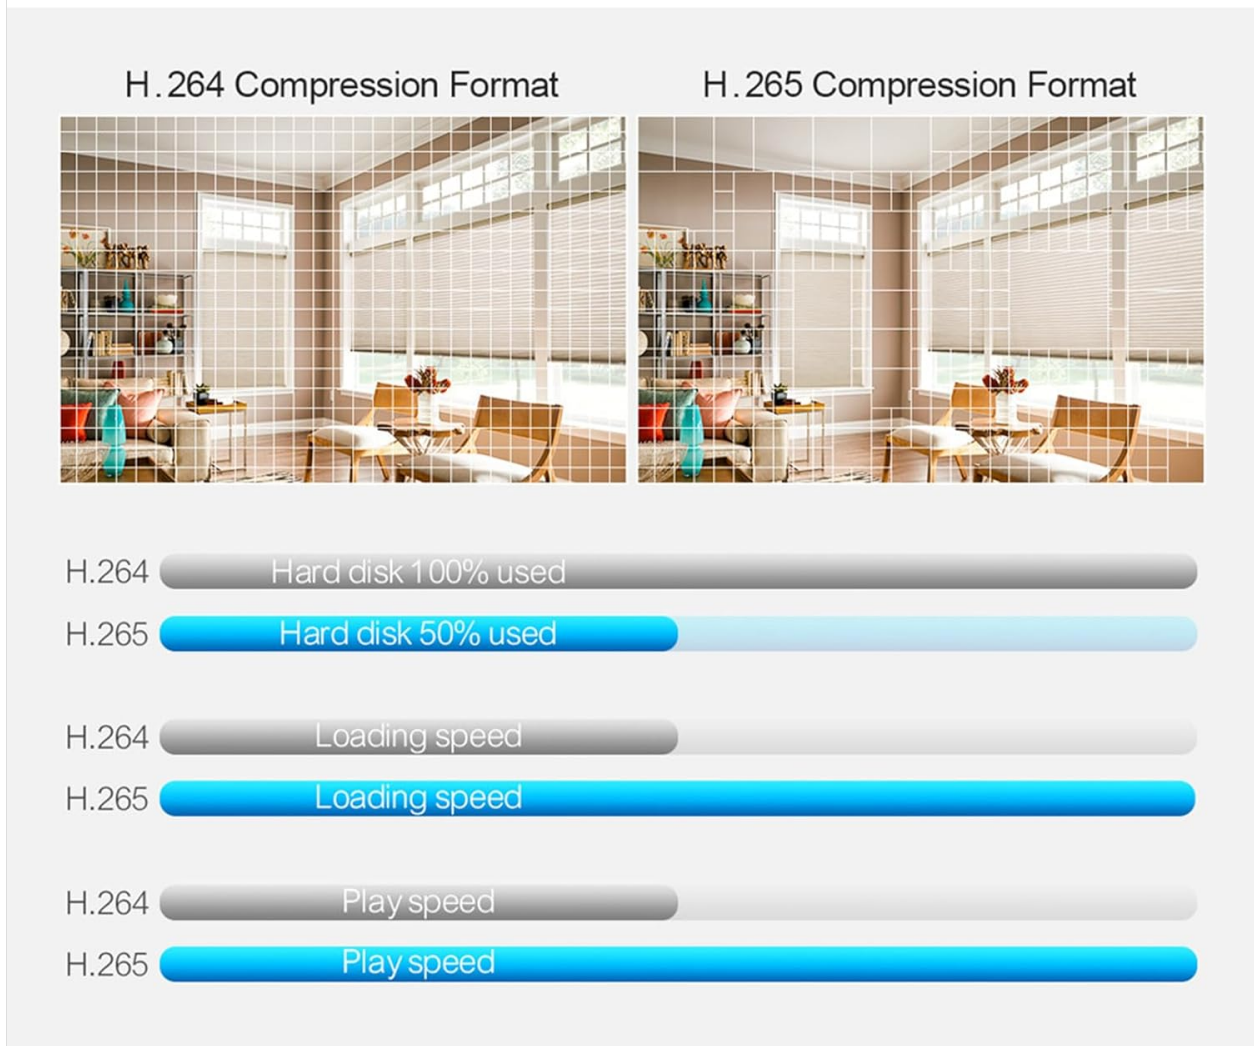 H.264 Compression Format
H.265 Compression Format
H.264
Hard disk 100% used
H.265
Hard disk 50% used
H.264
Loading speed
H.265
Loading speed
H.264
Play speed
H.265
Play speed